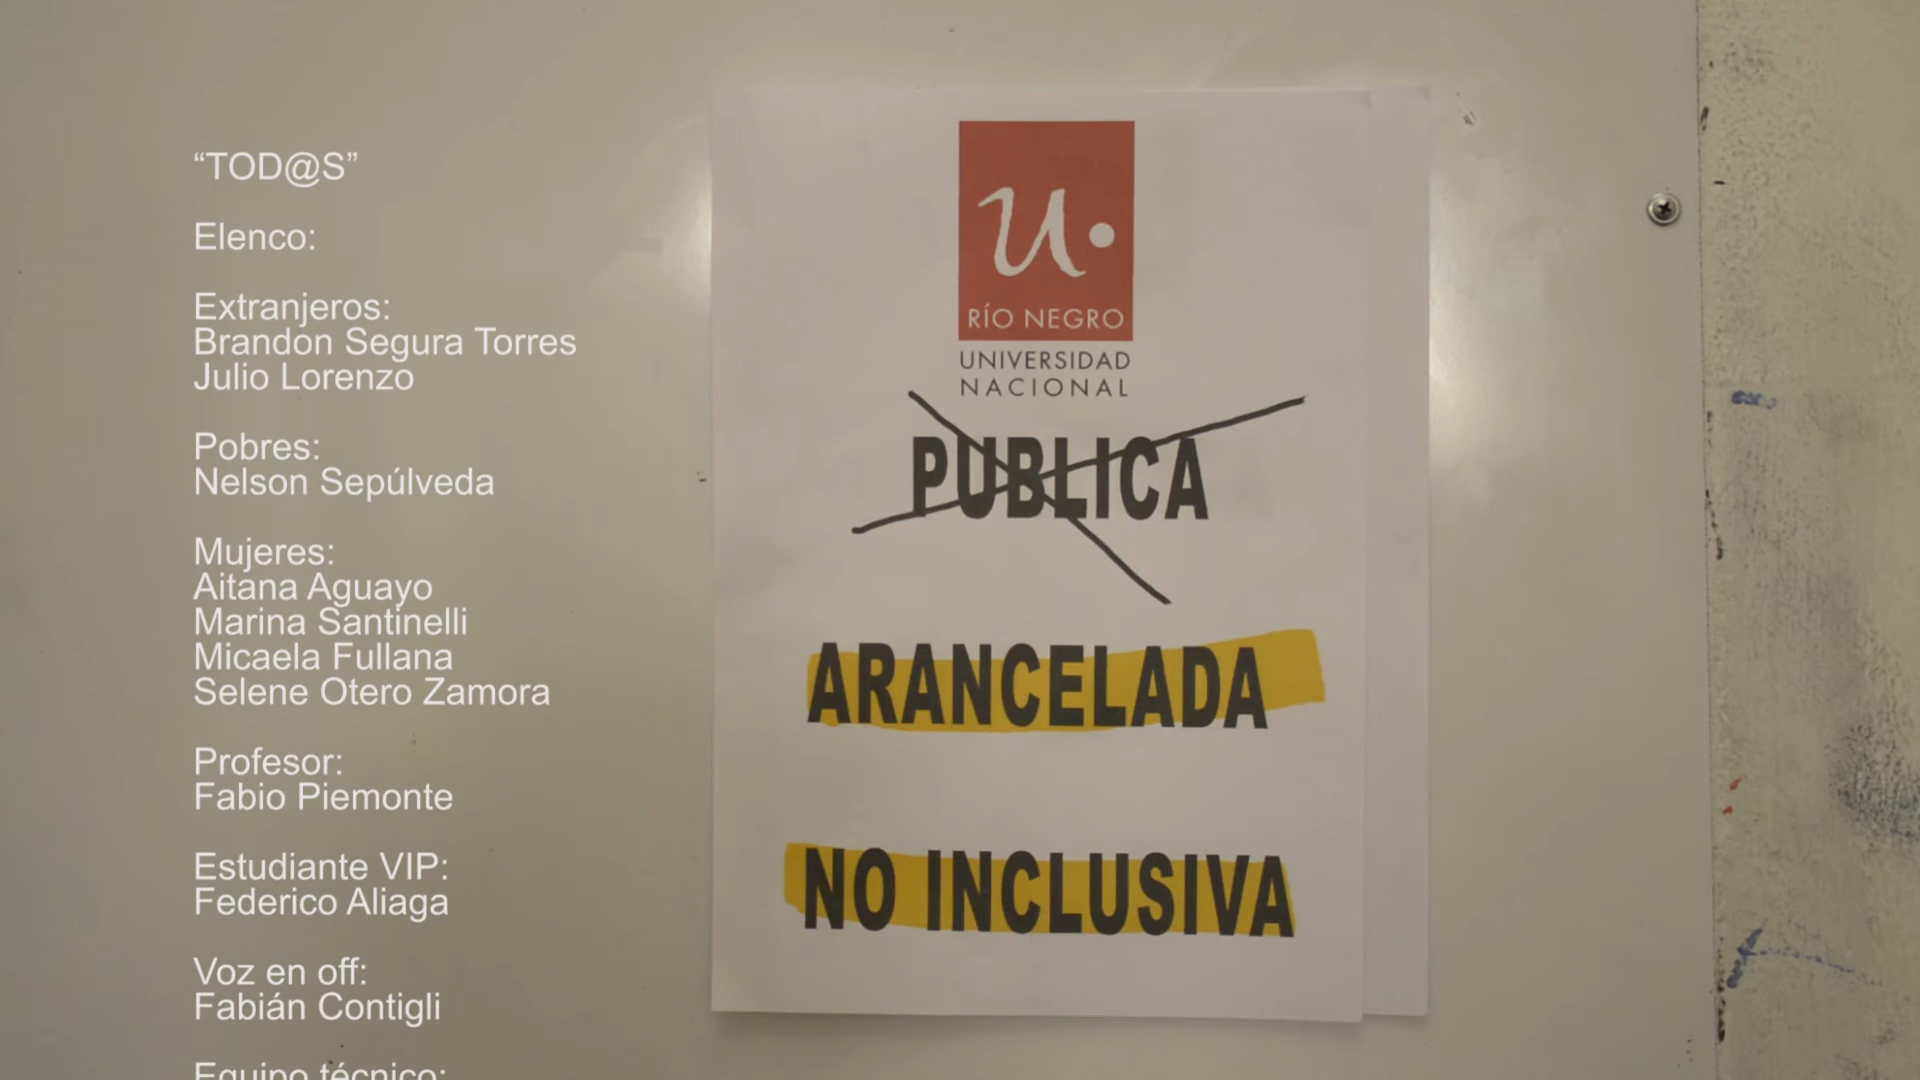 “TOD@S”
Elenco:
Extranjeros:
Brandon Segura Torres
Julio Lorenzo
Pobres:
Nelson Sepúlveda
Mujeres:
Aitana Aguayo
Marina Santinelli
Micaela Fullana
Selene Otero Zamora
Profesor:
Fabio Piemonte
Estudiante VIP:
Federico Aliaga
Voz en off:
Fabián Contigli
Equipo técnico:
u.
RÍO NEGRO
UNIVERSIDAD
NACIONAL
PUBLICA
ARANCELADA
NO INCLUSIVA